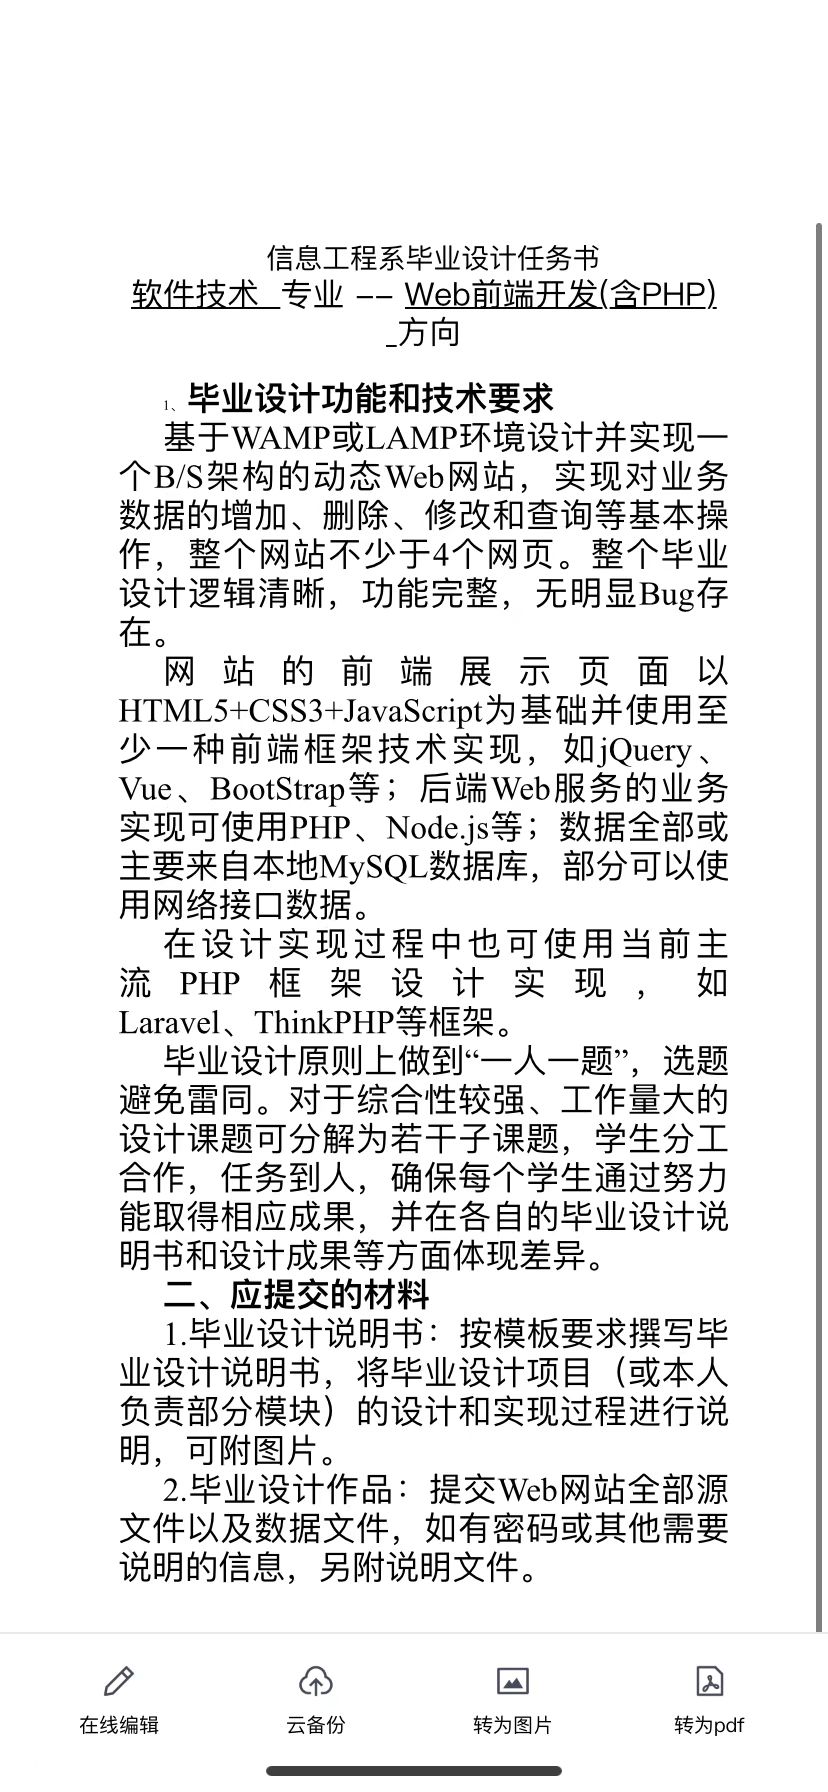 信息工程系毕业设计任务书
软件技术 专业 -- Web前端开发(含PHP)
_方向
1、毕业设计功能和技术要求
基于WAMP或LAMP环境设计并实现一
个B/S架构的动态Web网站，实现对业务
数据的增加、删除、修改和查询等基本操
作，整个网站不少于4个网页。整个毕业
设计逻辑清晰，功能完整，无明显Bug存
在。
网站的前端展示页面以
HTML5+CSS3+JavaScript为基础并使用至
少一种前端框架技术实现，如jQuery、
Vue、BootStrap等；后端Web服务的业务
实现可使用PHP、Node.js等；数据全部或
主要来自本地MySQL数据库，部分可以使
用网络接口数据。
在设计实现过程中也可使用当前主
流PHP框架设计实现，如
Laravel、ThinkPHP等框架。
毕业设计原则上做到“一人一题”，选题
避免雷同。对于综合性较强、工作量大的
设计课题可分解为若干子课题，学生分工
合作，任务到人，确保每个学生通过努力
能取得相应成果，并在各自的毕业设计说
明书和设计成果等方面体现差异。
二、应提交的材料
1.毕业设计说明书：按模板要求撰写毕
业设计说明书，将毕业设计项目（或本人
负责部分模块）的设计和实现过程进行说
明，可附图片。
2.毕业设计作品：提交Web网站全部源
文件以及数据文件，如有密码或其他需要
说明的信息，另附说明文件。
在线编辑 云备份 转为图片 转为pdf